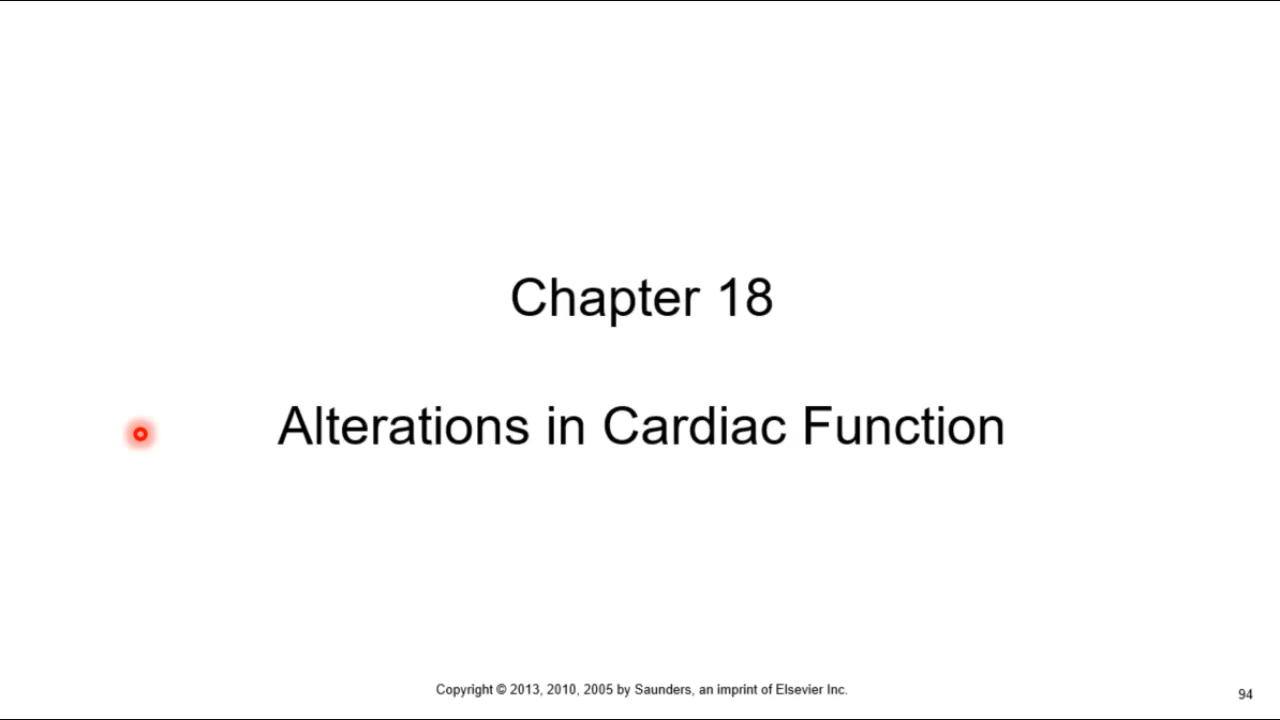 Chapter 18
Alterations in Cardiac Function
Copyright © 2013, 2010, 2005 by Saunders, an imprint of Elsevier Inc.
94